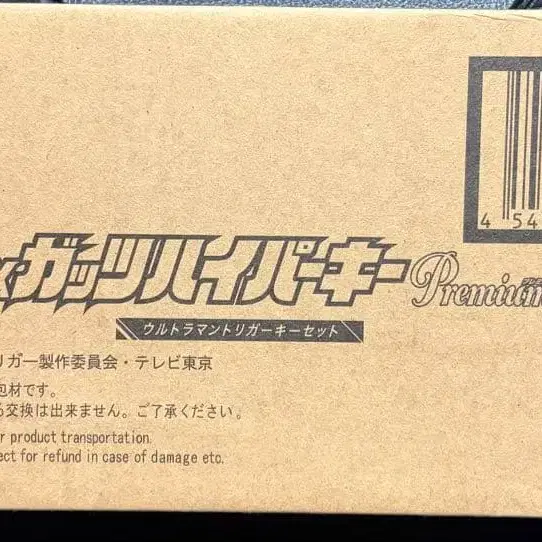 4 54
ガッツハイパーキー Premium
ウルトラマントリガーキーセット
リガー製作委員会・テレビ東京
包材です。
る交換は出来ません。ご了承ください。
r product transportation.
ect for refund in case of damage etc.